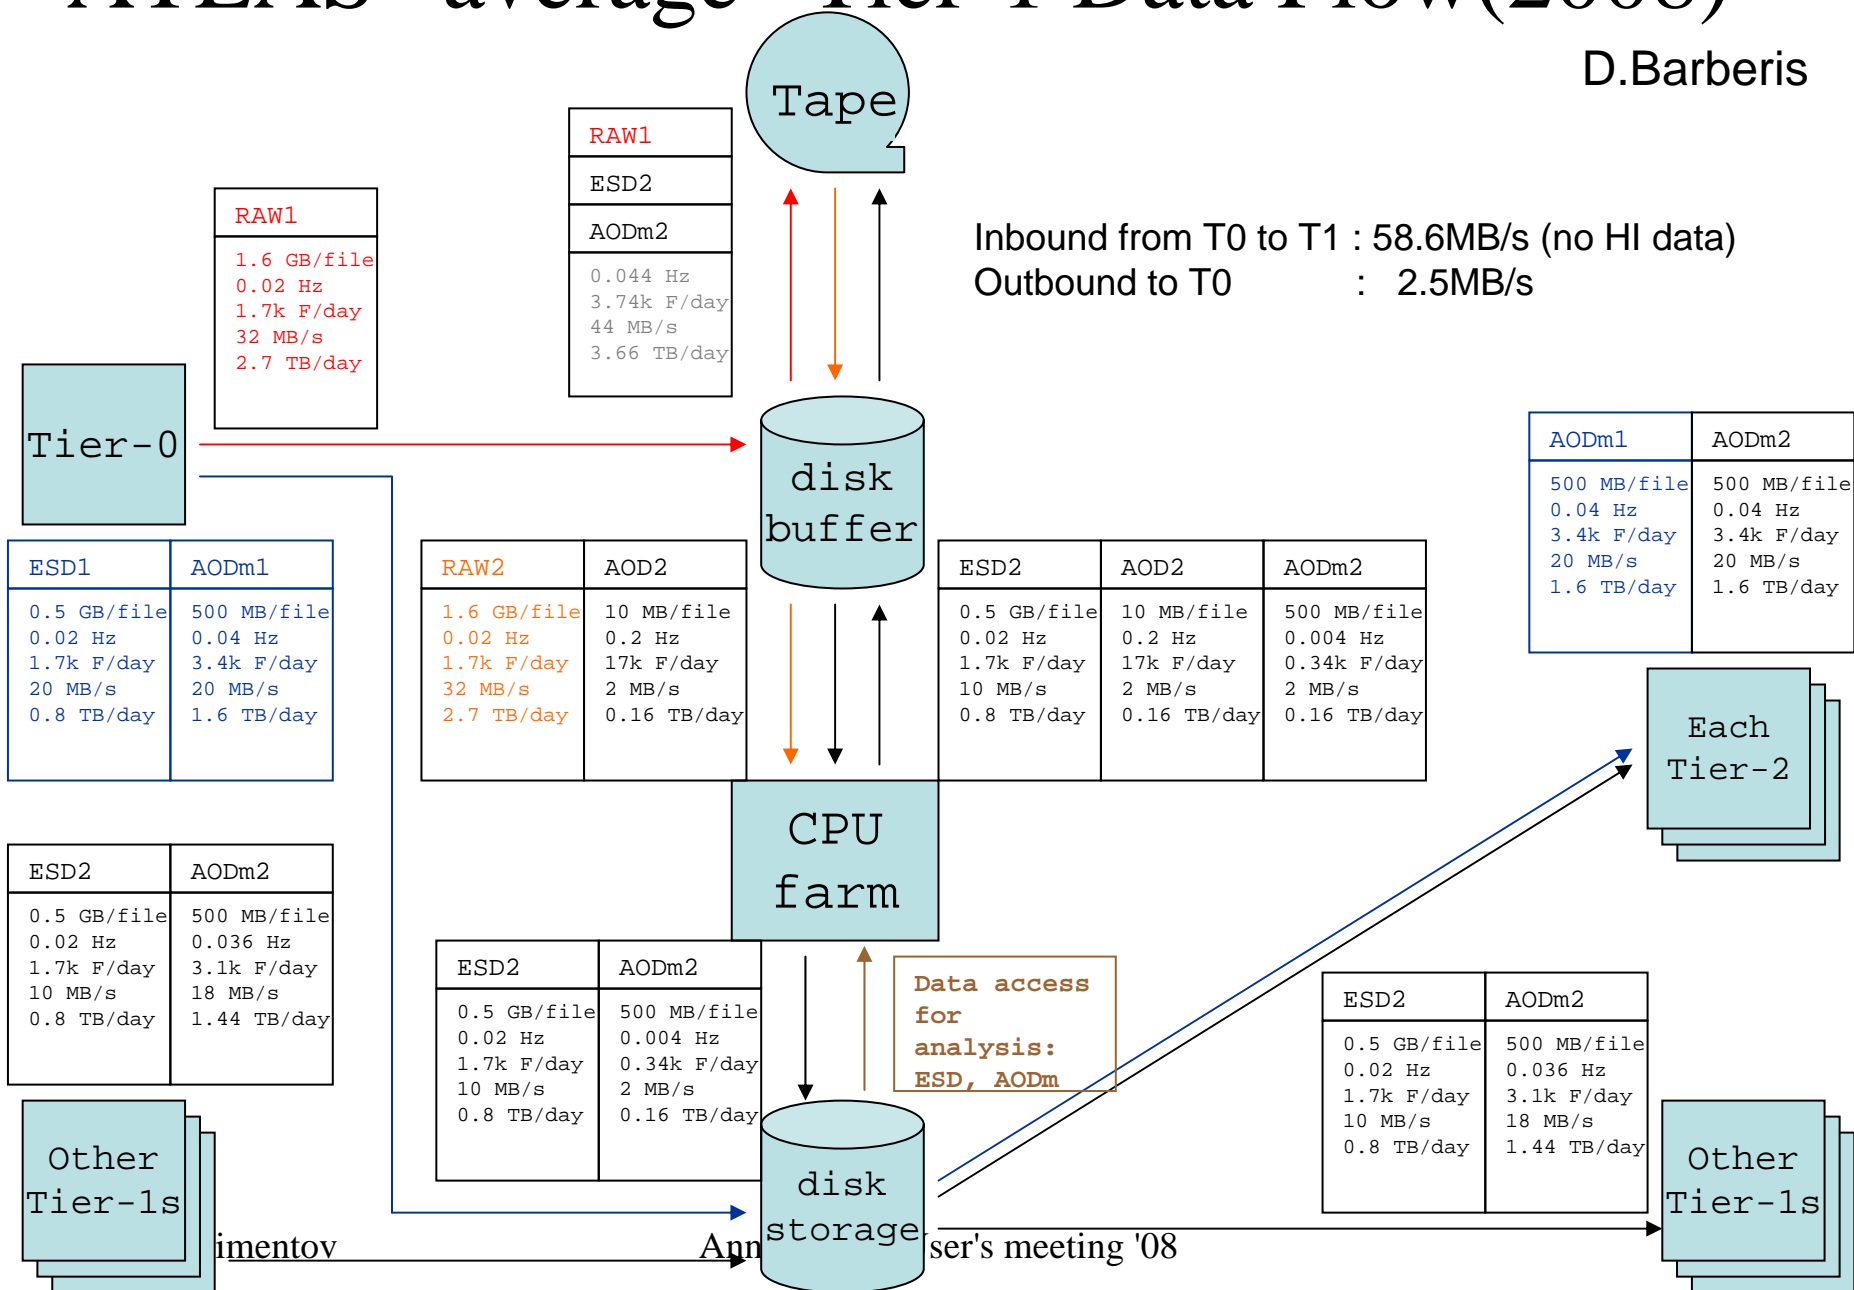 ATLAS "average" Tier-1 Data Flow(2008)
D.Barberis
Tape
RAW1
ESD2
AODm2
0.044 Hz
3.74k F/day
44 MB/s
3.66 TB/day
RAW1
1.6 GB/file
0.02 Hz
1.7k F/day
32 MB/s
2.7 TB/day
Inbound from T0 to T1 : 58.6MB/s (no HI data)
Outbound to T0 : 2.5MB/s
Tier-0
disk
buffer
AODm1
500 MB/file
0.04 Hz
3.4k F/day
20 MB/s
1.6 TB/day
AODm2
500 MB/file
0.04 Hz
3.4k F/day
20 MB/s
1.6 TB/day
ESD1
0.5 GB/file
0.02 Hz
1.7k F/day
20 MB/s
0.8 TB/day
AODm1
500 MB/file
0.04 Hz
3.4k F/day
20 MB/s
1.6 TB/day
RAW2
1.6 GB/file
0.02 Hz
1.7k F/day
32 MB/s
2.7 TB/day
AOD2
10 MB/file
0.2 Hz
17k F/day
2 MB/s
0.16 TB/day
ESD2
0.5 GB/file
0.02 Hz
1.7k F/day
10 MB/s
0.8 TB/day
AOD2
10 MB/file
0.2 Hz
17k F/day
2 MB/s
0.16 TB/day
AODm2
500 MB/file
0.004 Hz
0.34k F/day
2 MB/s
0.16 TB/day
Each
Tier-2
CPU
farm
ESD2
0.5 GB/file
0.02 Hz
1.7k F/day
10 MB/s
0.8 TB/day
AODm2
500 MB/file
0.036 Hz
3.1k F/day
18 MB/s
1.44 TB/day
ESD2
0.5 GB/file
0.02 Hz
1.7k F/day
10 MB/s
0.8 TB/day
AODm2
500 MB/file
0.004 Hz
0.34k F/day
2 MB/s
0.16 TB/day
Data access
for
analysis:
ESD, AODm
ESD2
0.5 GB/file
0.02 Hz
1.7k F/day
10 MB/s
0.8 TB/day
AODm2
500 MB/file
0.036 Hz
3.1k F/day
18 MB/s
1.44 TB/day
Other
Tier-1s
disk
storage
Other
Tier-1s
imentov
Ann ser's meeting '08